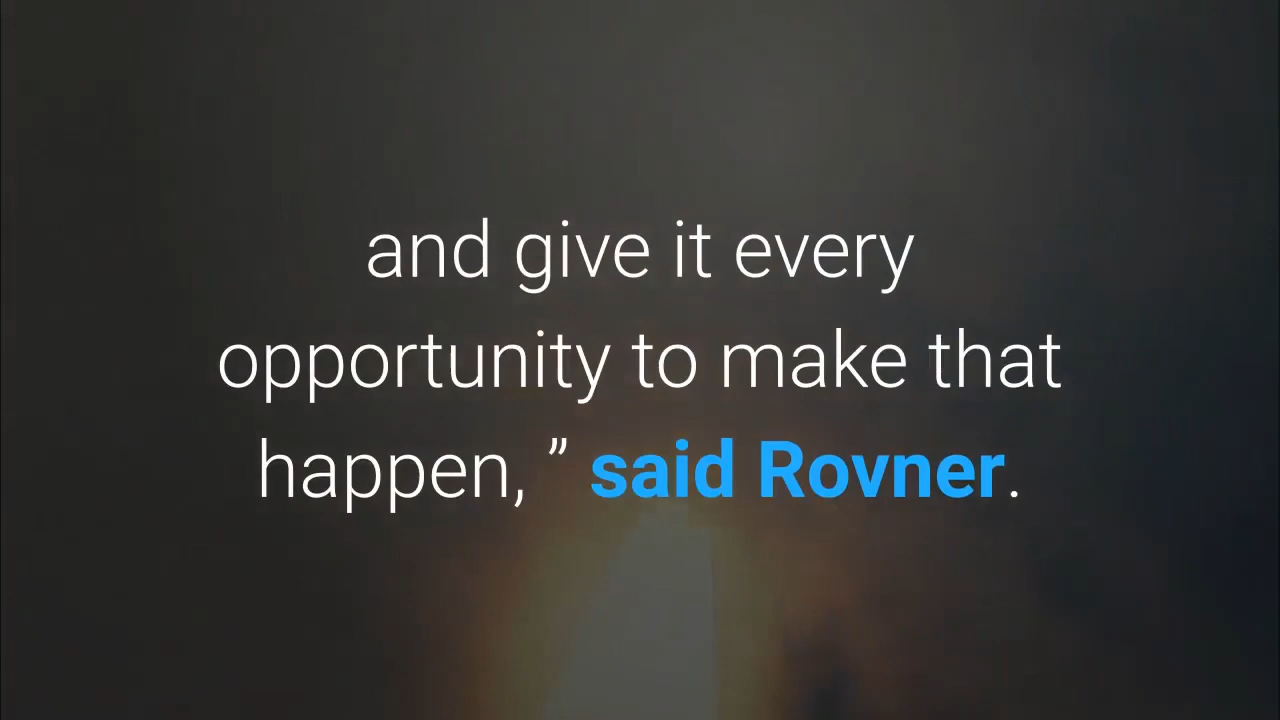 and give it every
opportunity to make that
happen, ” said Rovner.